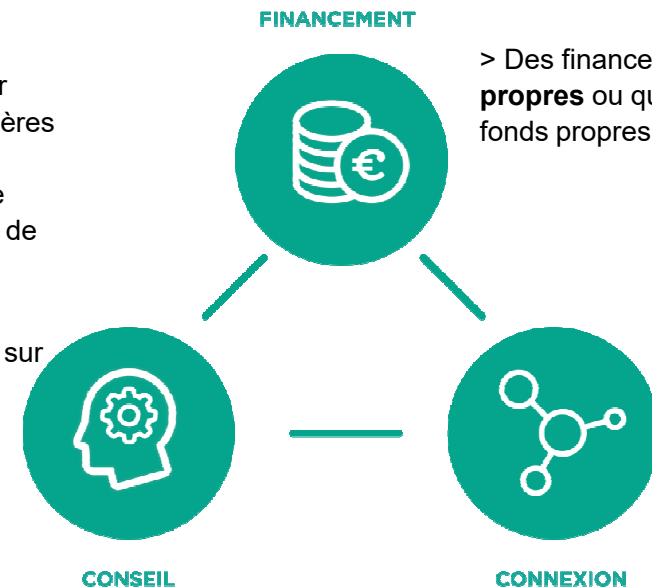 FINANCEMENT
r
ères
e
de
sur
> Des finance
propres ou qu
fonds propres
€
CONSEIL
CONNEXION